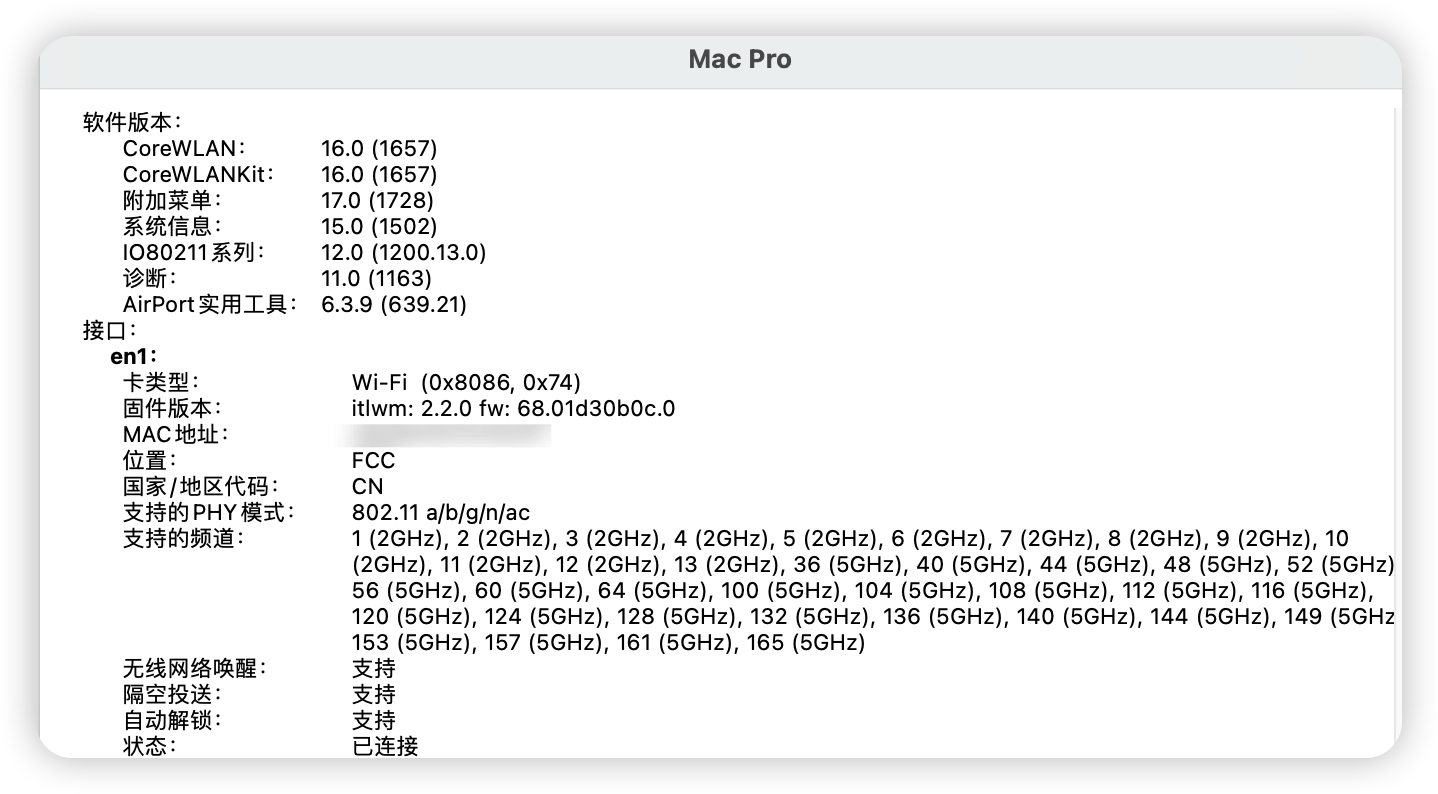 Mac Pro
软件版本：
CoreWLAN： 16.0 (1657)
CoreWLANKit： 16.0 (1657)
附加菜单： 17.0 (1728)
系统信息： 15.0 (1502)
IO80211系列： 12.0 (1200.13.0)
诊断： 11.0 (1163)
AirPort实用工具： 6.3.9 (639.21)
接口：
en1：
卡类型： Wi-Fi (0x8086, 0x74)
固件版本： itlwm: 2.2.0 fw: 68.01d30b0c.0
MAC地址：
位置： FCC
国家/地区代码： CN
支持的PHY模式： 802.11 a/b/g/n/ac
支持的频道： 1 (2GHz), 2 (2GHz), 3 (2GHz), 4 (2GHz), 5 (2GHz), 6 (2GHz), 7 (2GHz), 8 (2GHz), 9 (2GHz), 10
(2GHz), 11 (2GHz), 12 (2GHz), 13 (2GHz), 36 (5GHz), 40 (5GHz), 44 (5GHz), 48 (5GHz), 52 (5GHz)
56 (5GHz), 60 (5GHz), 64 (5GHz), 100 (5GHz), 104 (5GHz), 108 (5GHz), 112 (5GHz), 116 (5GHz),
120 (5GHz), 124 (5GHz), 128 (5GHz), 132 (5GHz), 136 (5GHz), 140 (5GHz), 144 (5GHz), 149 (5GHz
153 (5GHz), 157 (5GHz), 161 (5GHz), 165 (5GHz)
无线网络唤醒： 支持
隔空投送： 支持
自动解锁： 支持
状态： 已连接